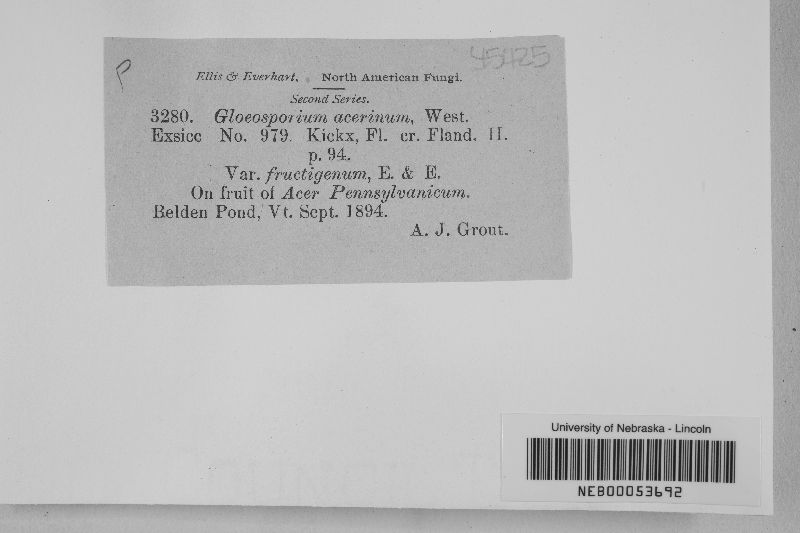 P
45425
Ellis & Everhart, North American Fungi.
Second Series.
3280. Gloeosporium acerinum, West.
Exsicc No. 979. Kickx, Fl. cr. Fland. II.
p. 94.
Var. fructigenum, E. & E.
On fruit of Acer Pennsylvanicum.
Belden Pond, Vt. Sept. 1894.
A. J. Grout.
University of Nebraska - Lincoln
NEB00053692